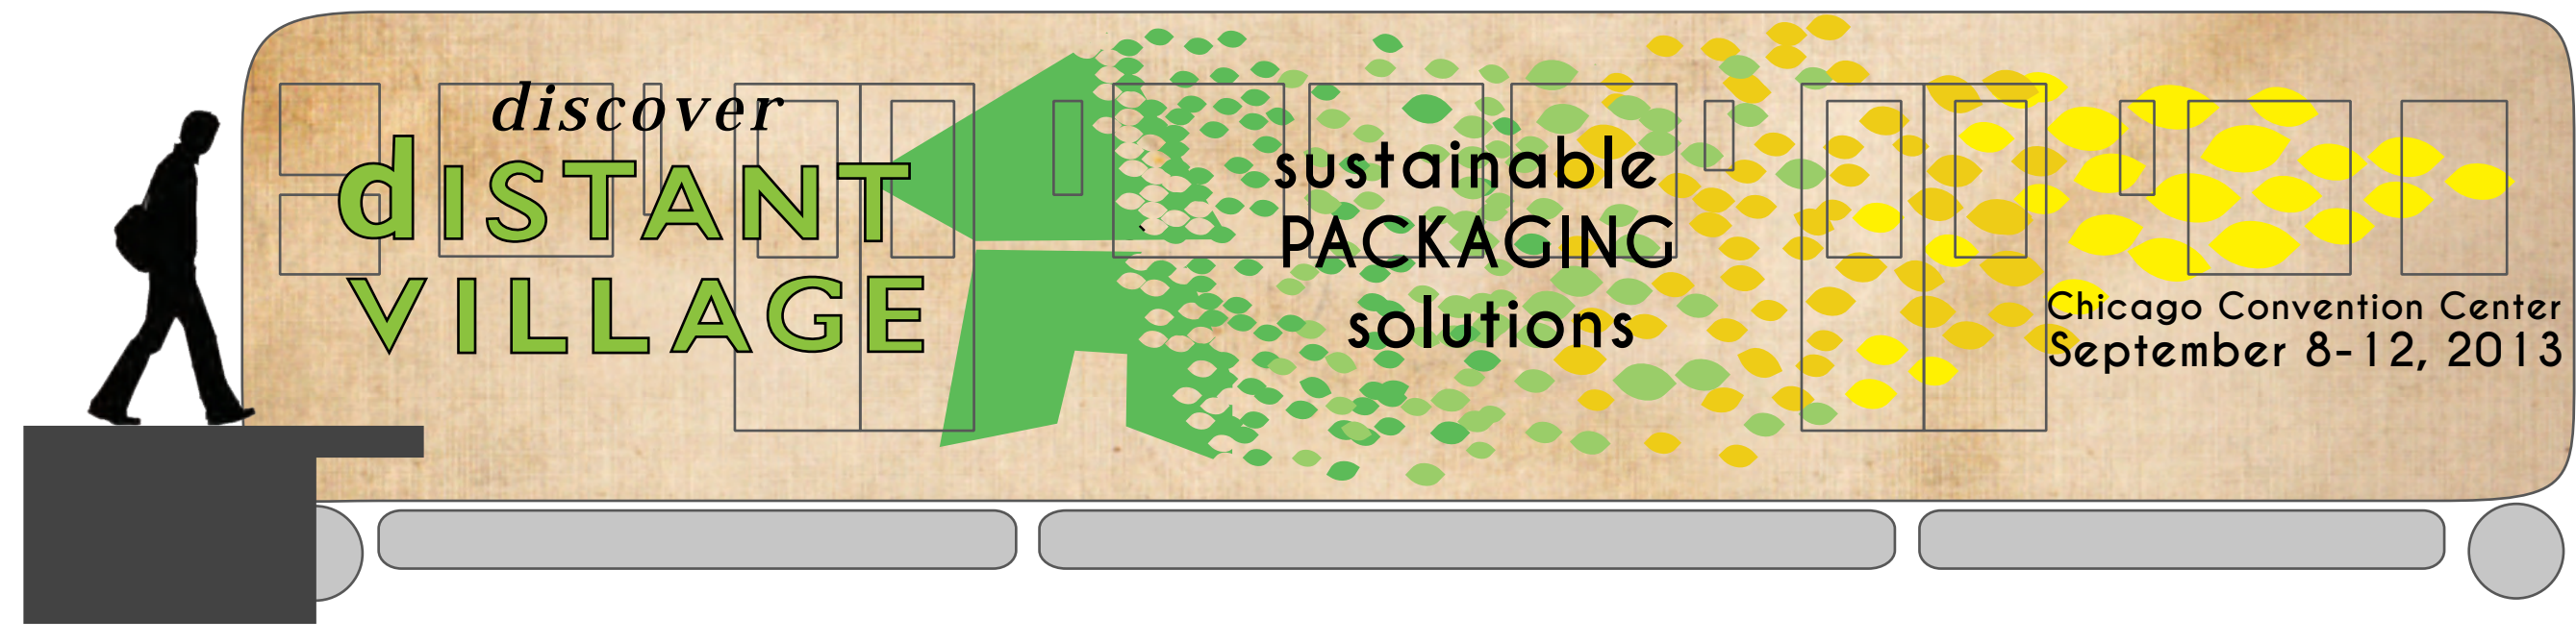 discover
dISTANT
VILLAGE
sustainable
PACKAGING
solutions
Chicago Convention Center
September 8-12, 2013